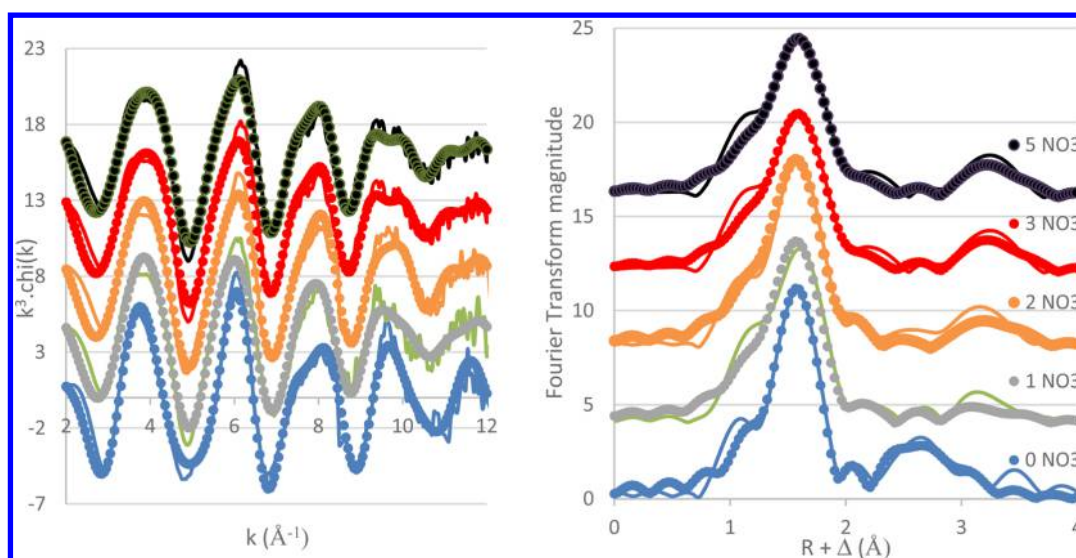 23
18
13
8
3
-2
-7
2
4
6
8
10
12
k³.chi(k)
k (Å⁻¹)
25
20
15
10
5
0
0
1
2
3
4
Fourier Transform magnitude
R + Δ (Å)
5 NO3
3 NO3
2 NO3
1 NO3
0 NO3